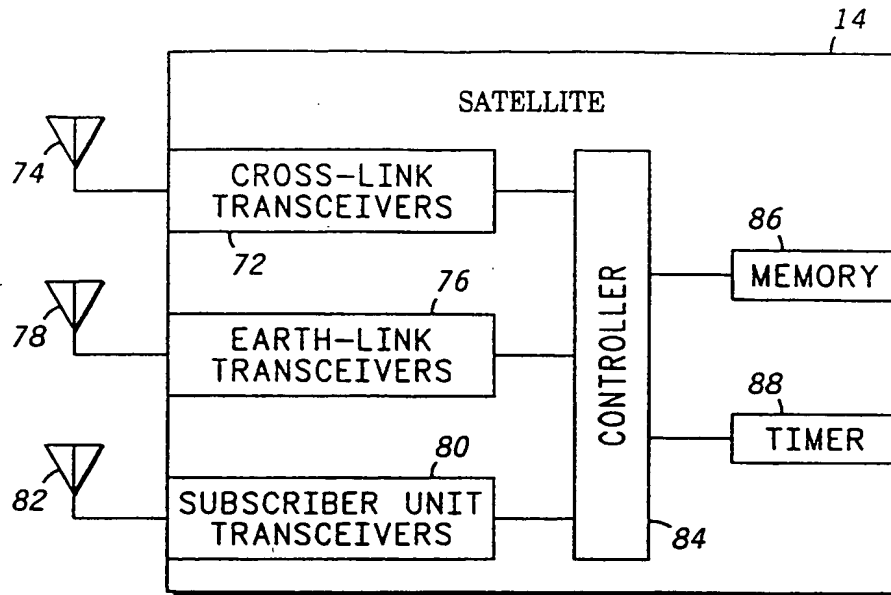 14
SATELLITE
74
CROSS-LINK
TRANSCEIVERS
72
86
MEMORY
76
78
EARTH-LINK
TRANSCEIVERS
CONTROLLER
88
TIMER
80
82
SUBSCRIBER UNIT
TRANSCEIVERS
84